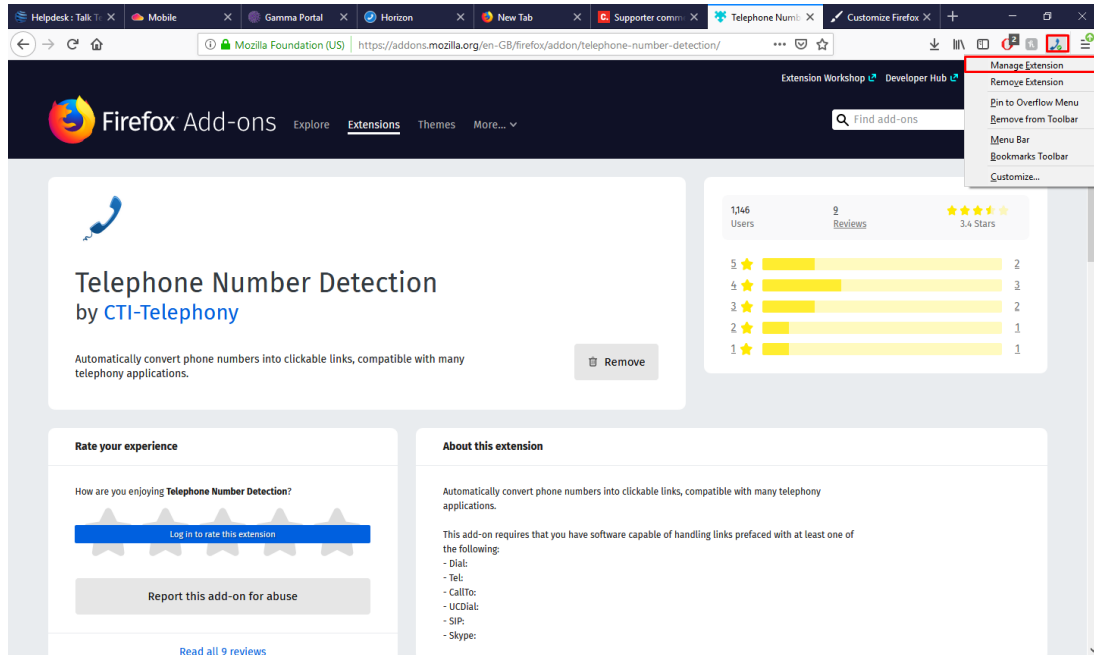 Helpdesk : Talk To
Mobile
Gamma Portal
Horizon
New Tab
Supporter commu
Telephone Numb
Customize Firefox
Mozilla Foundation (US)
https://addons.mozilla.org/en-GB/firefox/addon/telephone-number-detection/
2
Manage Extension
Remove Extension
Pin to Overflow Menu
Remove from Toolbar
Menu Bar
Bookmarks Toolbar
Customize...
Extension Workshop
Developer Hub
Firefox Add-ons
Explore
Extensions
Themes
More...
Find add-ons
Telephone Number Detection
by CTI-Telephony
Automatically convert phone numbers into clickable links, compatible with many
telephony applications.
Remove
1,146
Users
9
Reviews
3.4 Stars
5
2
4
3
3
2
2
1
1
1
Rate your experience
How are you enjoying Telephone Number Detection?
Log in to rate this extension
Report this add-on for abuse
Read all 9 reviews
About this extension
Automatically convert phone numbers into clickable links, compatible with many telephony
applications.
This add-on requires that you have software capable of handling links prefaced with at least one of
the following:
- Dial:
- Tel:
- CallTo:
- UCDial:
- SIP:
- Skype: